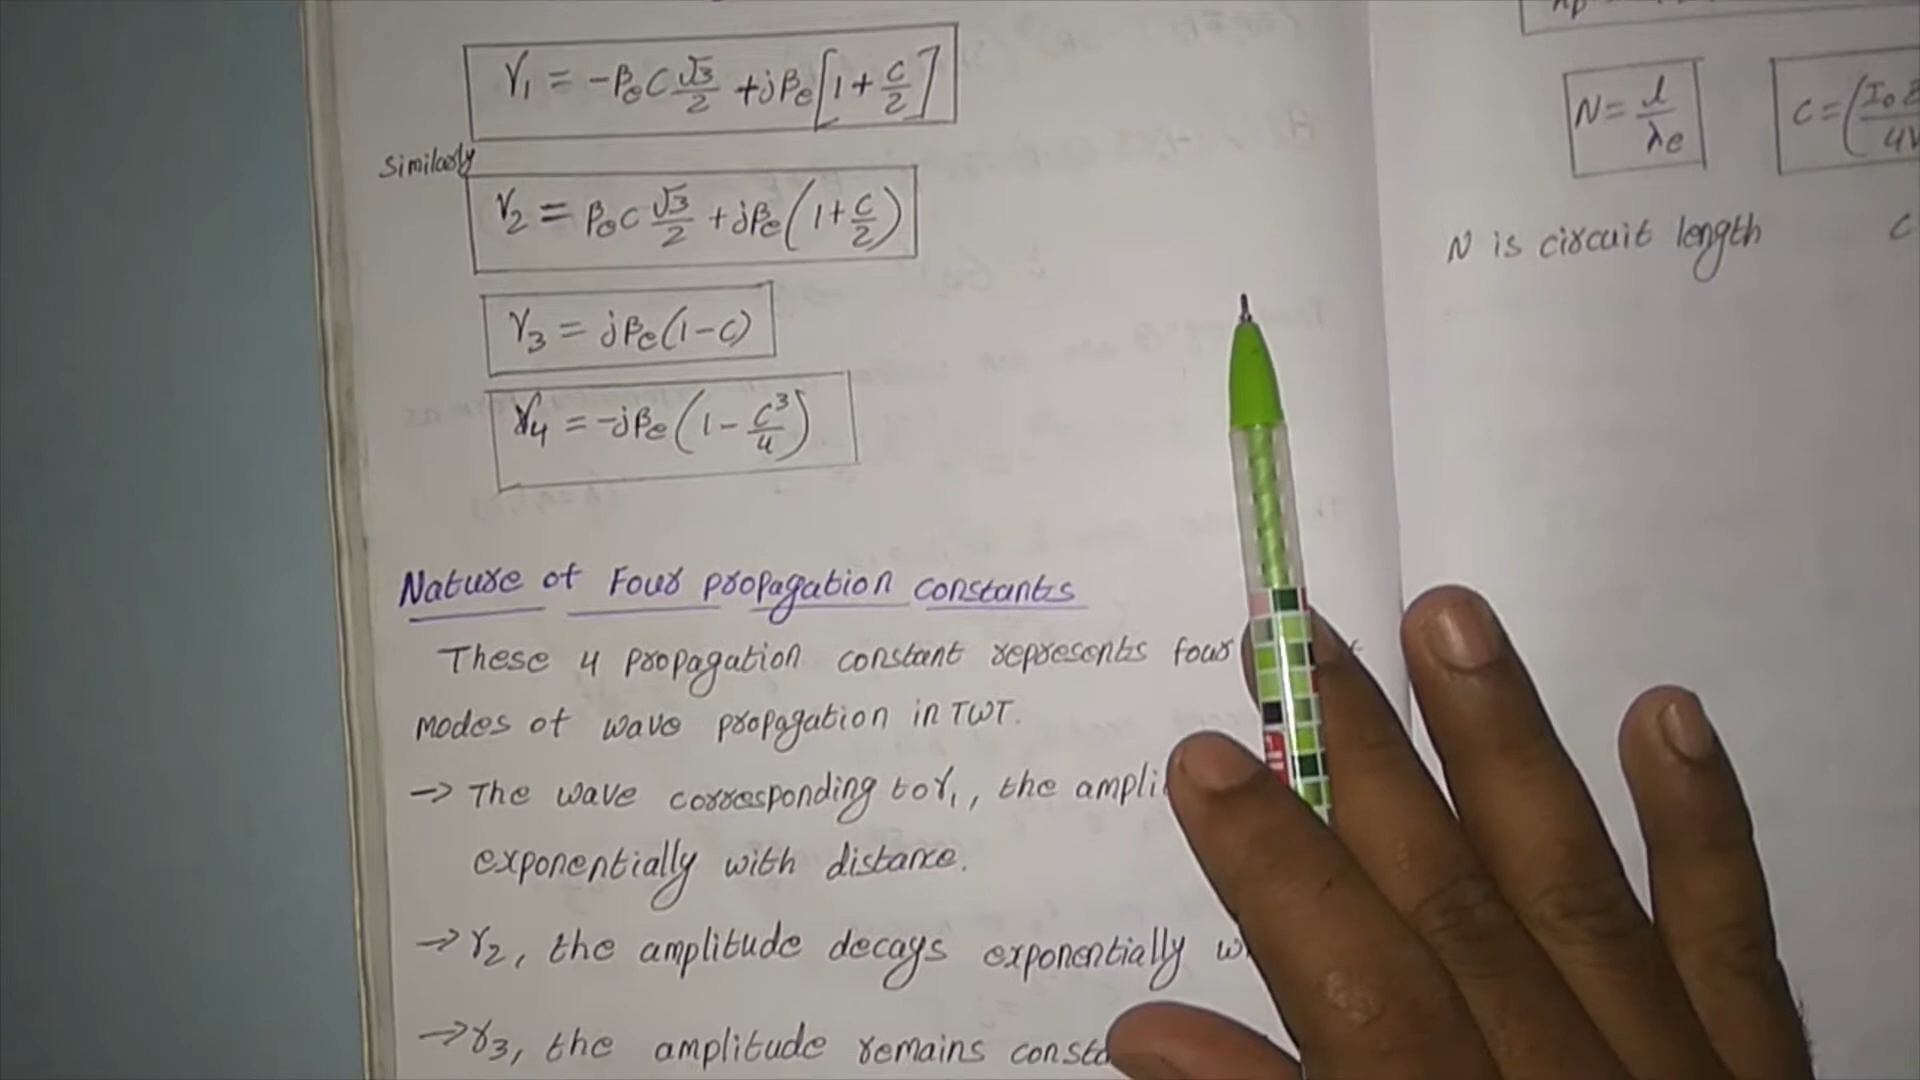 γ₁ = -βₑC √3/2 + jβₑ[1 + C/2]
Similarly
γ₂ = βₑC √3/2 + jβₑ(1 + C/2)
γ₃ = jβₑ(1-C)
γ₄ = -jβₑ(1 - C³/4)
Nature of Four propagation constants
These 4 propagation constant represents four
modes of wave propagation in TWT.
→ The wave corresponding to γ₁, the
exponentially with distance.
→ γ₂, the amplitude decays exponentially
→ γ₃, the amplitude remains
N = l/λe
C = (I₀
N is circuit length
C